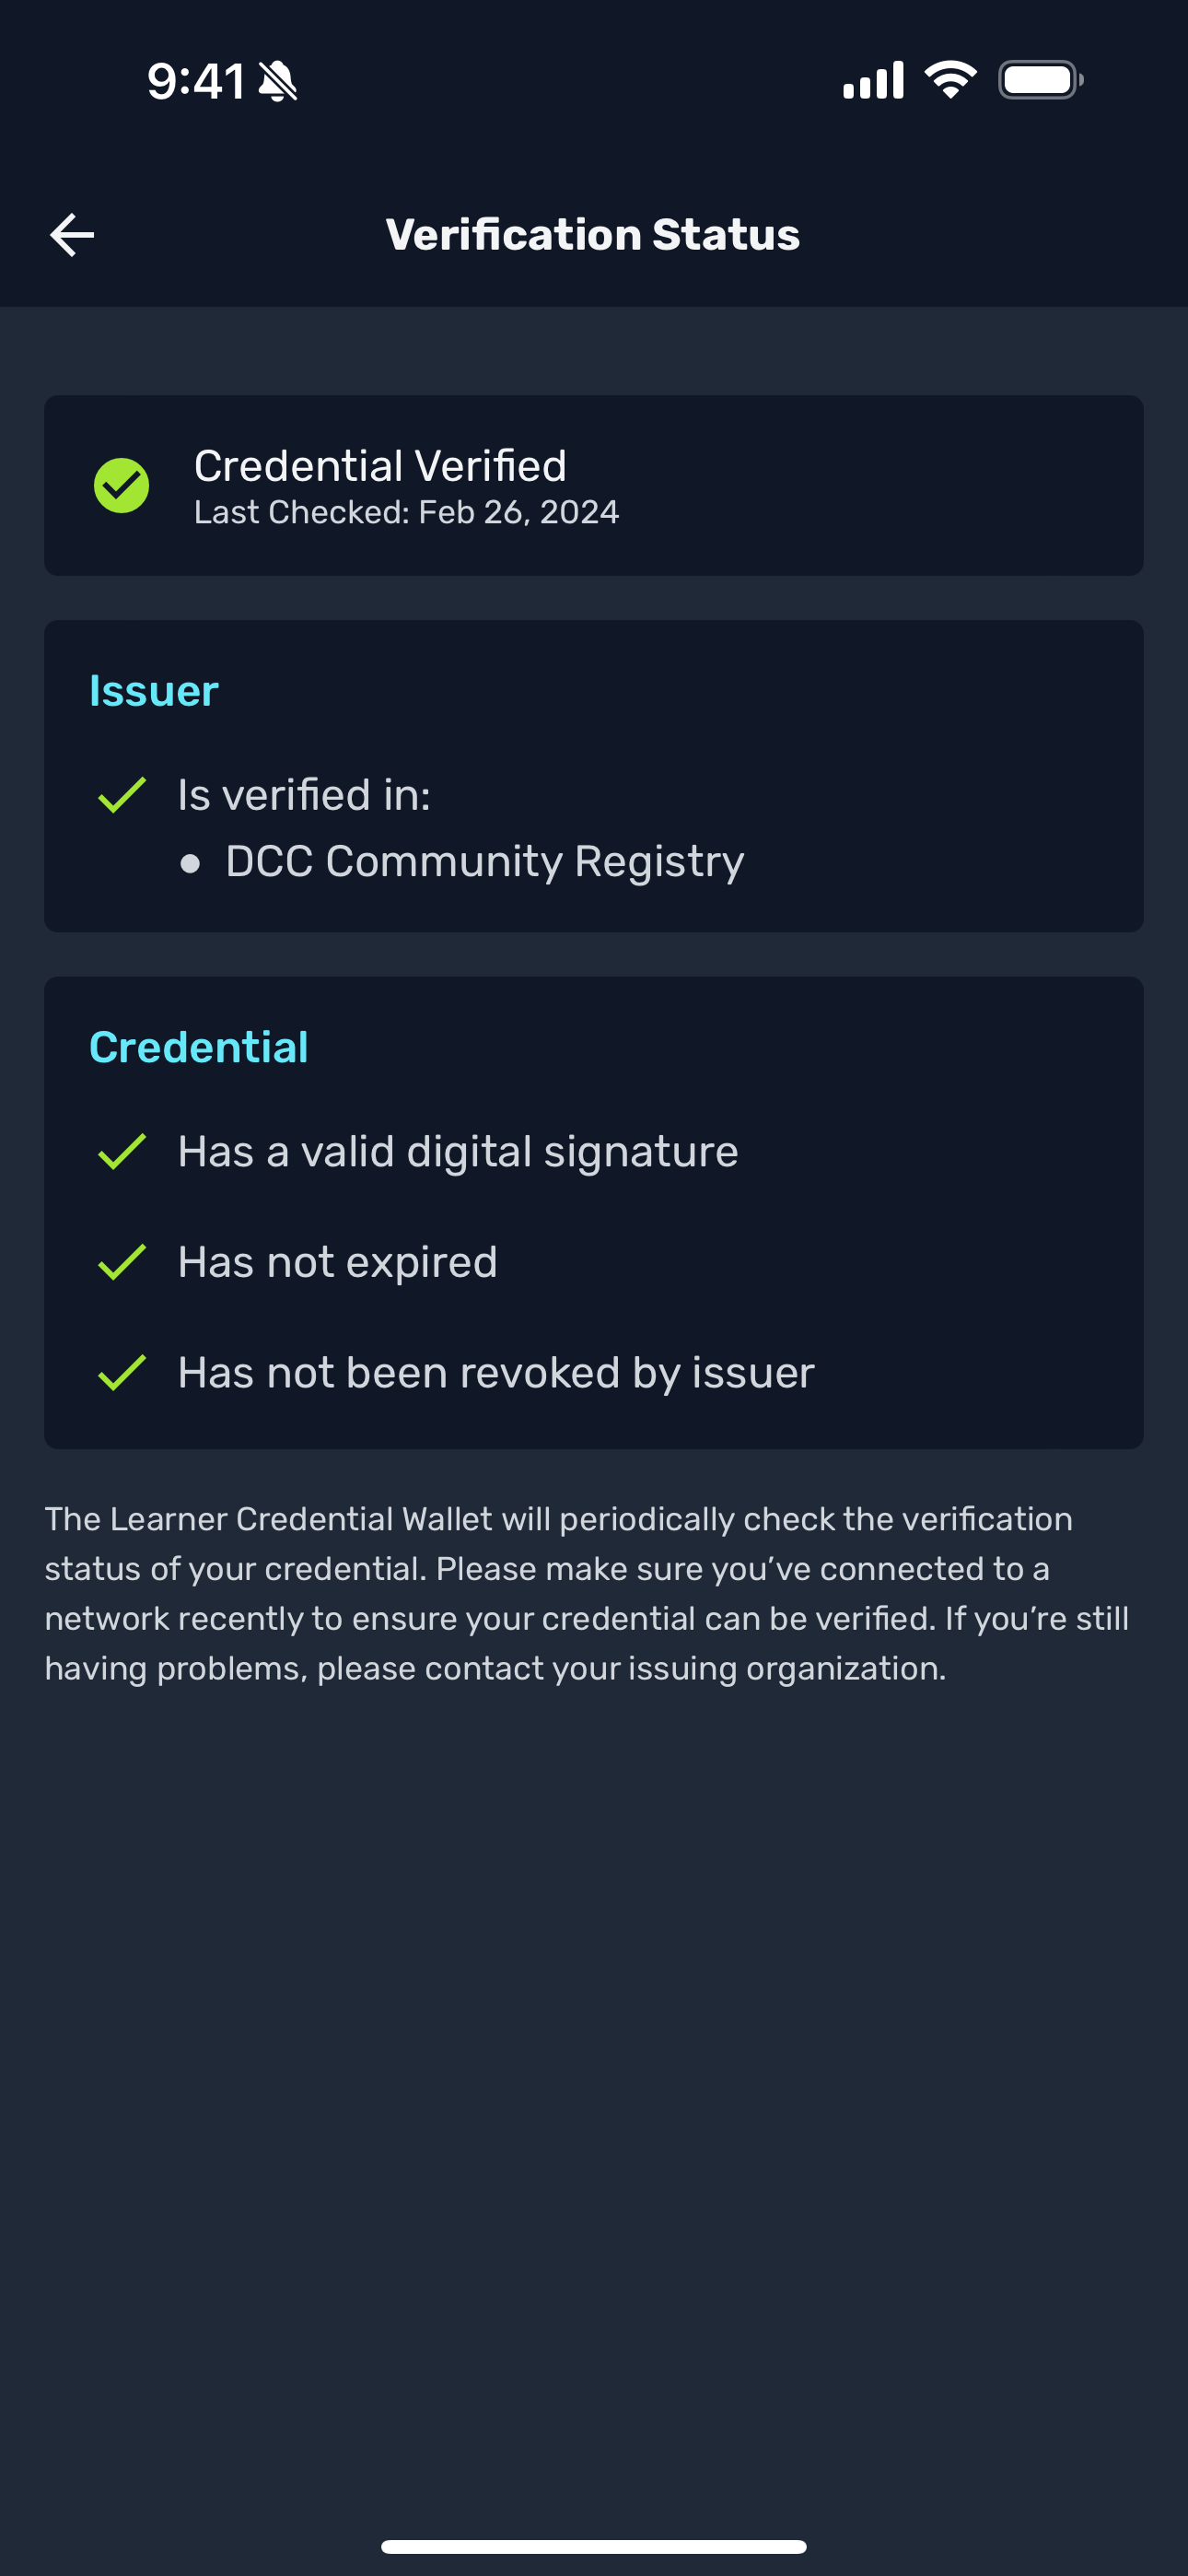 9:41
Verification Status
Credential Verified
Last Checked: Feb 26, 2024
Issuer
Is verified in:
● DCC Community Registry
Credential
Has a valid digital signature
Has not expired
Has not been revoked by issuer
The Learner Credential Wallet will periodically check the verification
status of your credential. Please make sure you’ve connected to a
network recently to ensure your credential can be verified. If you’re still
having problems, please contact your issuing organization.